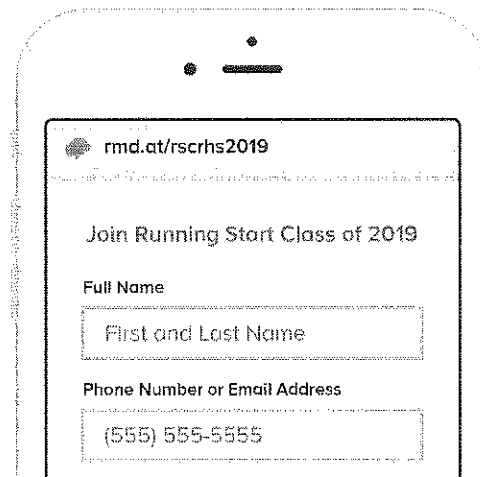 rmd.at/rscrhs2019
Join Running Start Class of 2019
Full Name
First and Last Name
Phone Number or Email Address
(555) 555-5555